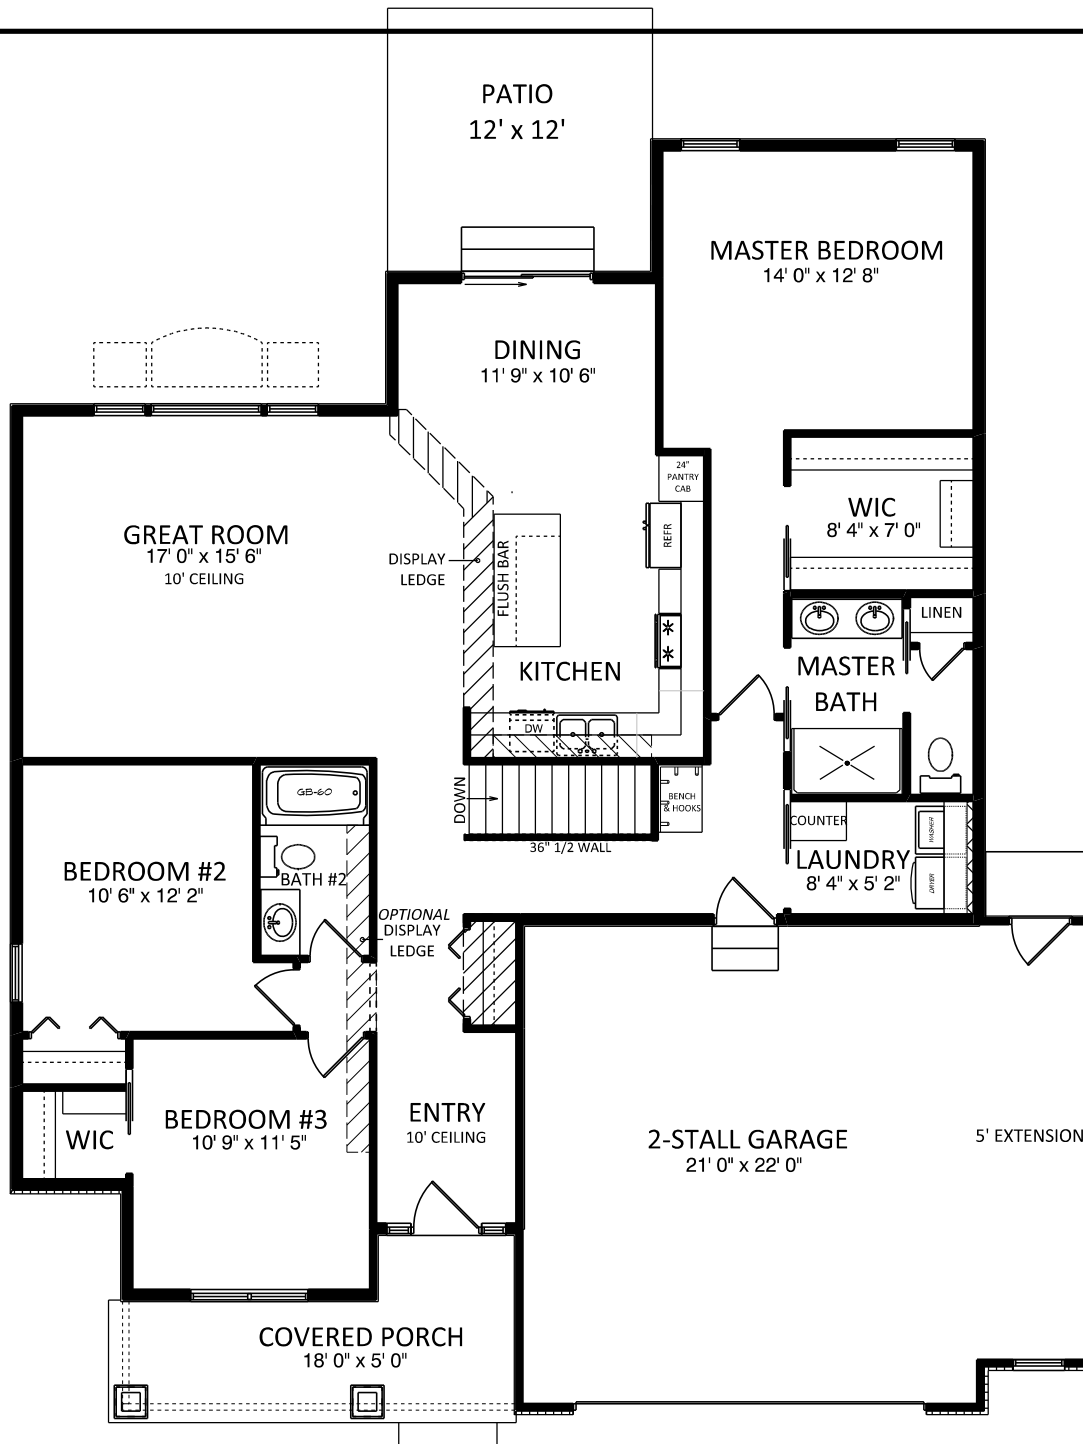 PATIO
12' x 12'
MASTER BEDROOM
14' 0" x 12' 8"
DINING
11' 9" x 10' 6"
24"
PANTRY
CAB
WIC
8' 4" x 7' 0"
GREAT ROOM
17' 0" x 15' 6"
10' CEILING
DISPLAY
LEDGE
FLUSH BAR
REFR
LINEN
KITCHEN
MASTER
BATH
DW
DOWN
BENCH
& HOOKS
36" 1/2 WALL
GB-60
COUNTER
WASHER
DRYER
LAUNDRY
8' 4" x 5' 2"
BEDROOM #2
10' 6" x 12' 2"
BATH #2
OPTIONAL
DISPLAY
LEDGE
BEDROOM #3
10' 9" x 11' 5"
WIC
ENTRY
10' CEILING
2-STALL GARAGE
21' 0" x 22' 0"
5' EXTENSION
COVERED PORCH
18' 0" x 5' 0"